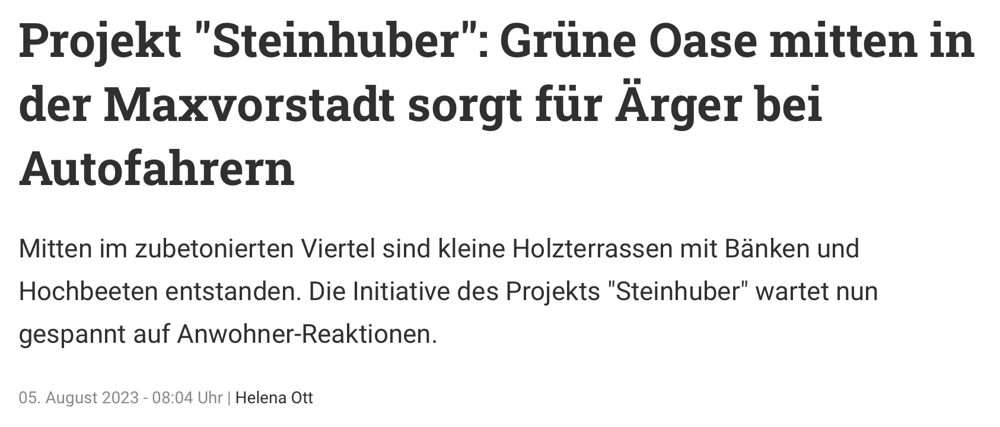 Projekt "Steinhuber": Grüne Oase mitten in
der Maxvorstadt sorgt für Ärger bei
Autofahrern
Mitten im zubetonierten Viertel sind kleine Holzterrassen mit Bänken und
Hochbeeten entstanden. Die Initiative des Projekts "Steinhuber" wartet nun
gespannt auf Anwohner-Reaktionen.
05. August 2023 - 08:04 Uhr | Helena Ott